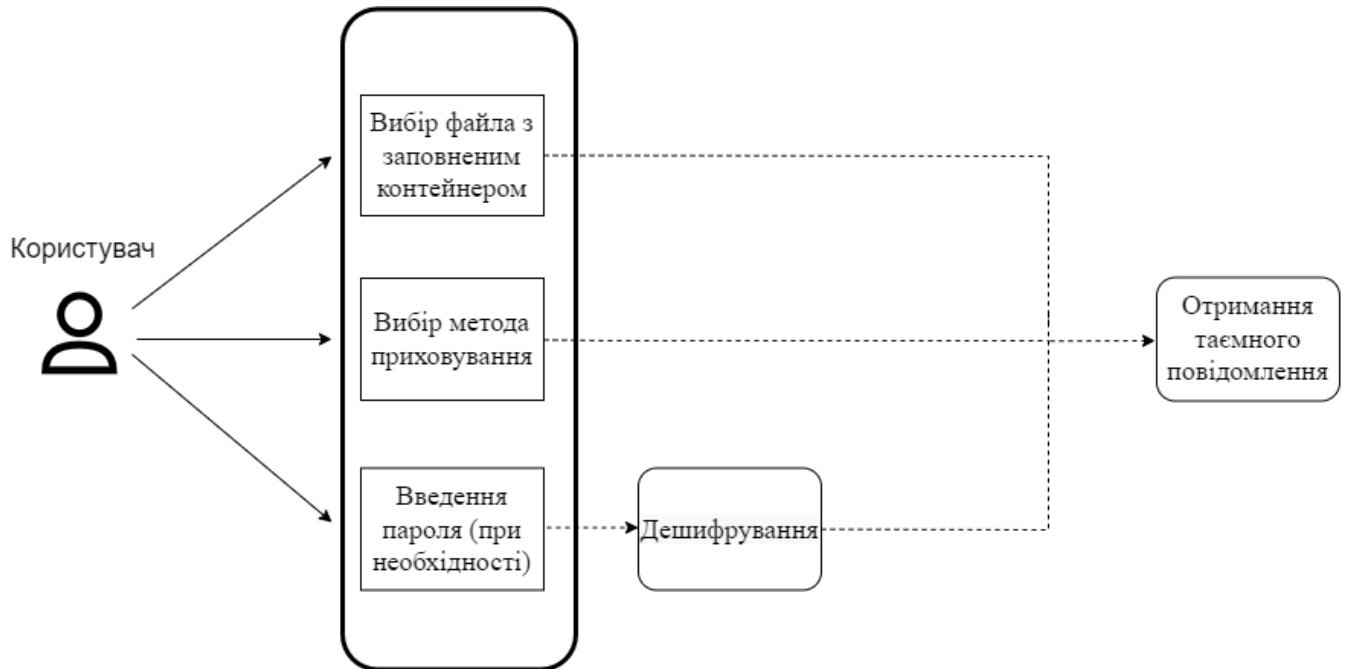 Користувач
Вибір файла з
заповненим
контейнером
Вибір метода
приховування
Введення
пароля (при
необхідності)
Дешифрування
Отримання
таємного
повідомлення